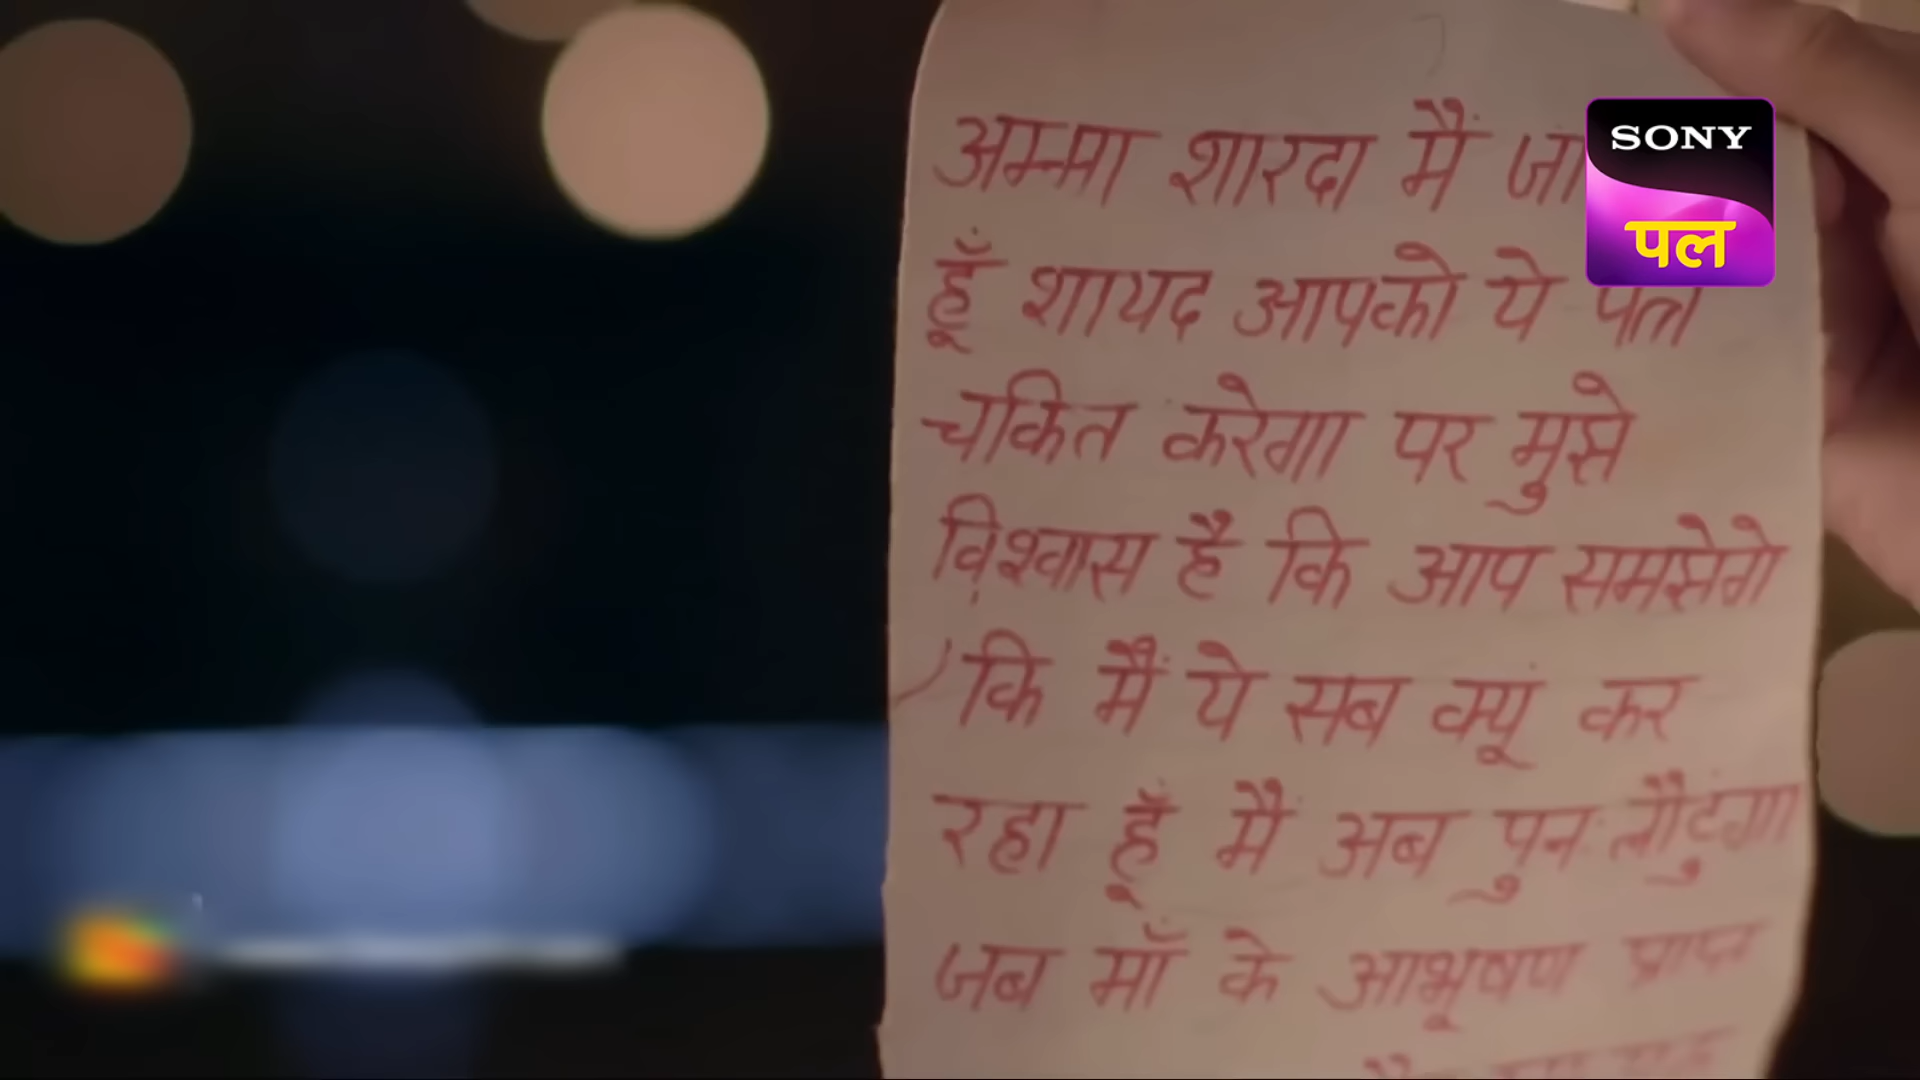 SONY
पल
अम्मा शारदा मैं जा
हूँ शायद आपको ये पत्र
चकित करेगा पर मुझे
विश्वास है कि आप समझेगे
कि मैं ये सब क्यूं कर
रहा हूँ मैं अब पुनः लौटुंगा
जब माँ के आभूषण प्राप्त